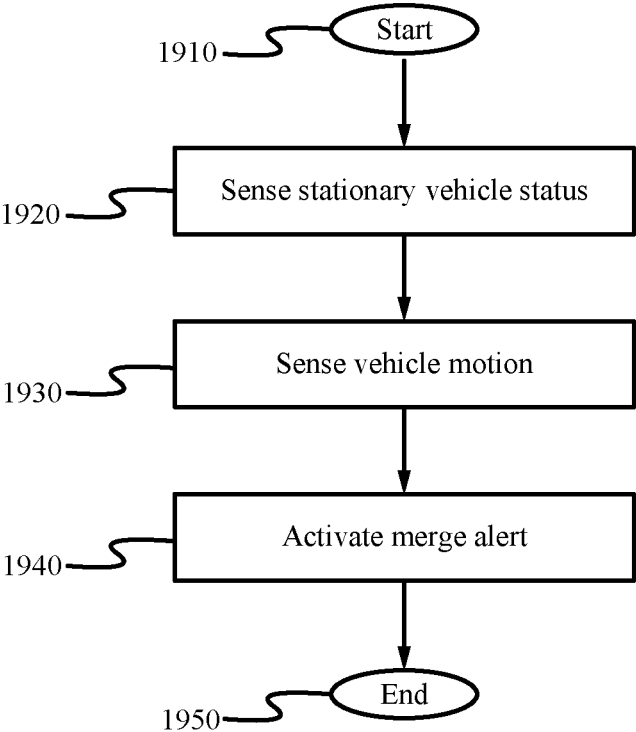 Start
1910
Sense stationary vehicle status
1920
Sense vehicle motion
1930
Activate merge alert
1940
End
1950